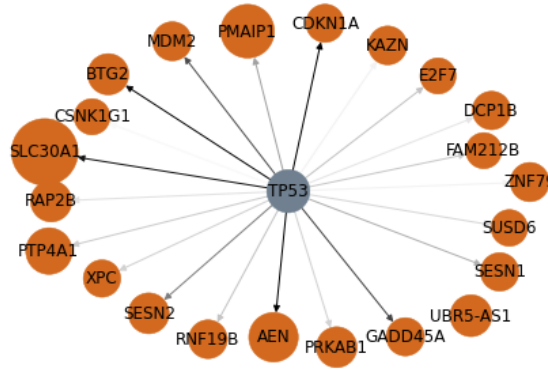 CDKN1A
PMAIP1
MDM2
KAZN
BTG2
E2F7
CSNK1G1
DCP1B
SLC30A1
FAM212B
ZNF79
TP53
RAP2B
SUSD6
PTP4A1
SESN1
XPC
SESN2
UBR5-AS1
RNF19B
AEN
PRKAB1
GADD45A